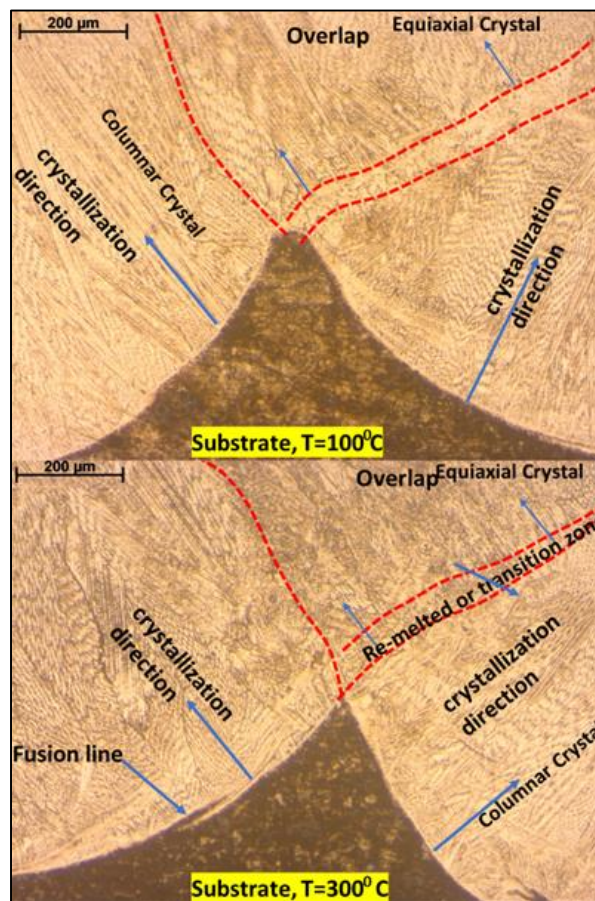 200 µm
Overlap
Equiaxial Crystal
Columnar Crystal
crystallization
direction
crystallization
direction
Substrate, T=100⁰C
200 µm
Overlap
Equiaxial Crystal
Re-melted or transition zon
crystallization
direction
crystallization
direction
Fusion line
Columnar Crystal
Substrate, T=300⁰ C